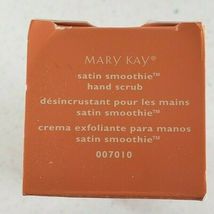 MARY KAY®
satin smoothie™
hand scrub
désincrustant pour les mains
satin smoothie™
crema exfoliante para manos
satin smoothie™
007010